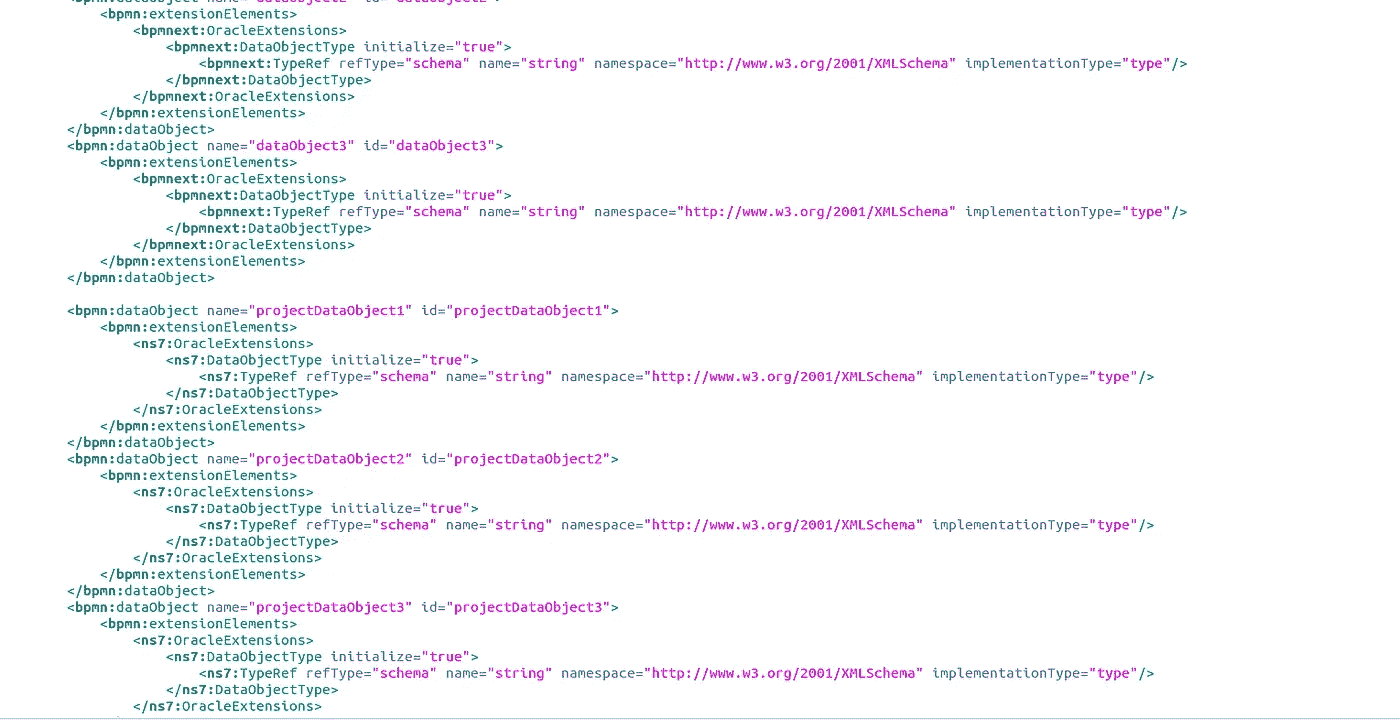 <bpmn:dataObject name="dataObject2" id="dataObject2">
<bpmn:extensionElements>
<bpmnext:OracleExtensions>
<bpmnext:DataObjectType initialize="true">
<bpmnext:TypeRef refType="schema" name="string" namespace="http://www.w3.org/2001/XMLSchema" implementationType="type"/>
</bpmnext:DataObjectType>
</bpmnext:OracleExtensions>
</bpmn:extensionElements>
</bpmn:dataObject>
<bpmn:dataObject name="dataObject3" id="dataObject3">
<bpmn:extensionElements>
<bpmnext:OracleExtensions>
<bpmnext:DataObjectType initialize="true">
<bpmnext:TypeRef refType="schema" name="string" namespace="http://www.w3.org/2001/XMLSchema" implementationType="type"/>
</bpmnext:DataObjectType>
</bpmnext:OracleExtensions>
</bpmn:extensionElements>
</bpmn:dataObject>
<bpmn:dataObject name="projectDataObject1" id="projectDataObject1">
<bpmn:extensionElements>
<ns7:OracleExtensions>
<ns7:DataObjectType initialize="true">
<ns7:TypeRef refType="schema" name="string" namespace="http://www.w3.org/2001/XMLSchema" implementationType="type"/>
</ns7:DataObjectType>
</ns7:OracleExtensions>
</bpmn:extensionElements>
</bpmn:dataObject>
<bpmn:dataObject name="projectDataObject2" id="projectDataObject2">
<bpmn:extensionElements>
<ns7:OracleExtensions>
<ns7:DataObjectType initialize="true">
<ns7:TypeRef refType="schema" name="string" namespace="http://www.w3.org/2001/XMLSchema" implementationType="type"/>
</ns7:DataObjectType>
</ns7:OracleExtensions>
</bpmn:extensionElements>
</bpmn:dataObject>
<bpmn:dataObject name="projectDataObject3" id="projectDataObject3">
<bpmn:extensionElements>
<ns7:OracleExtensions>
<ns7:DataObjectType initialize="true">
<ns7:TypeRef refType="schema" name="string" namespace="http://www.w3.org/2001/XMLSchema" implementationType="type"/>
</ns7:DataObjectType>
</ns7:OracleExtensions>